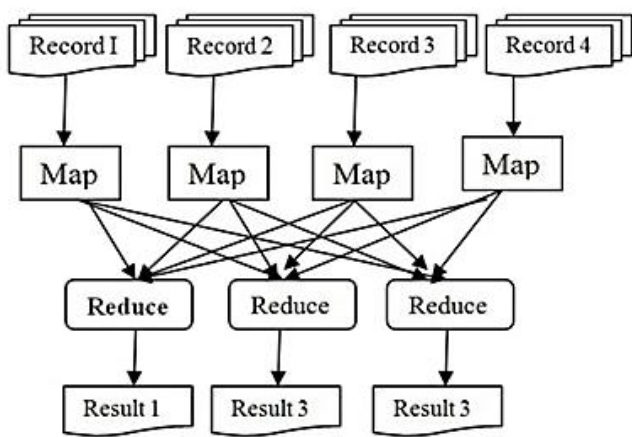 Record I
Record 2
Record 3
Record 4
Map
Map
Map
Map
Reduce
Reduce
Reduce
Result 1
Result 3
Result 3